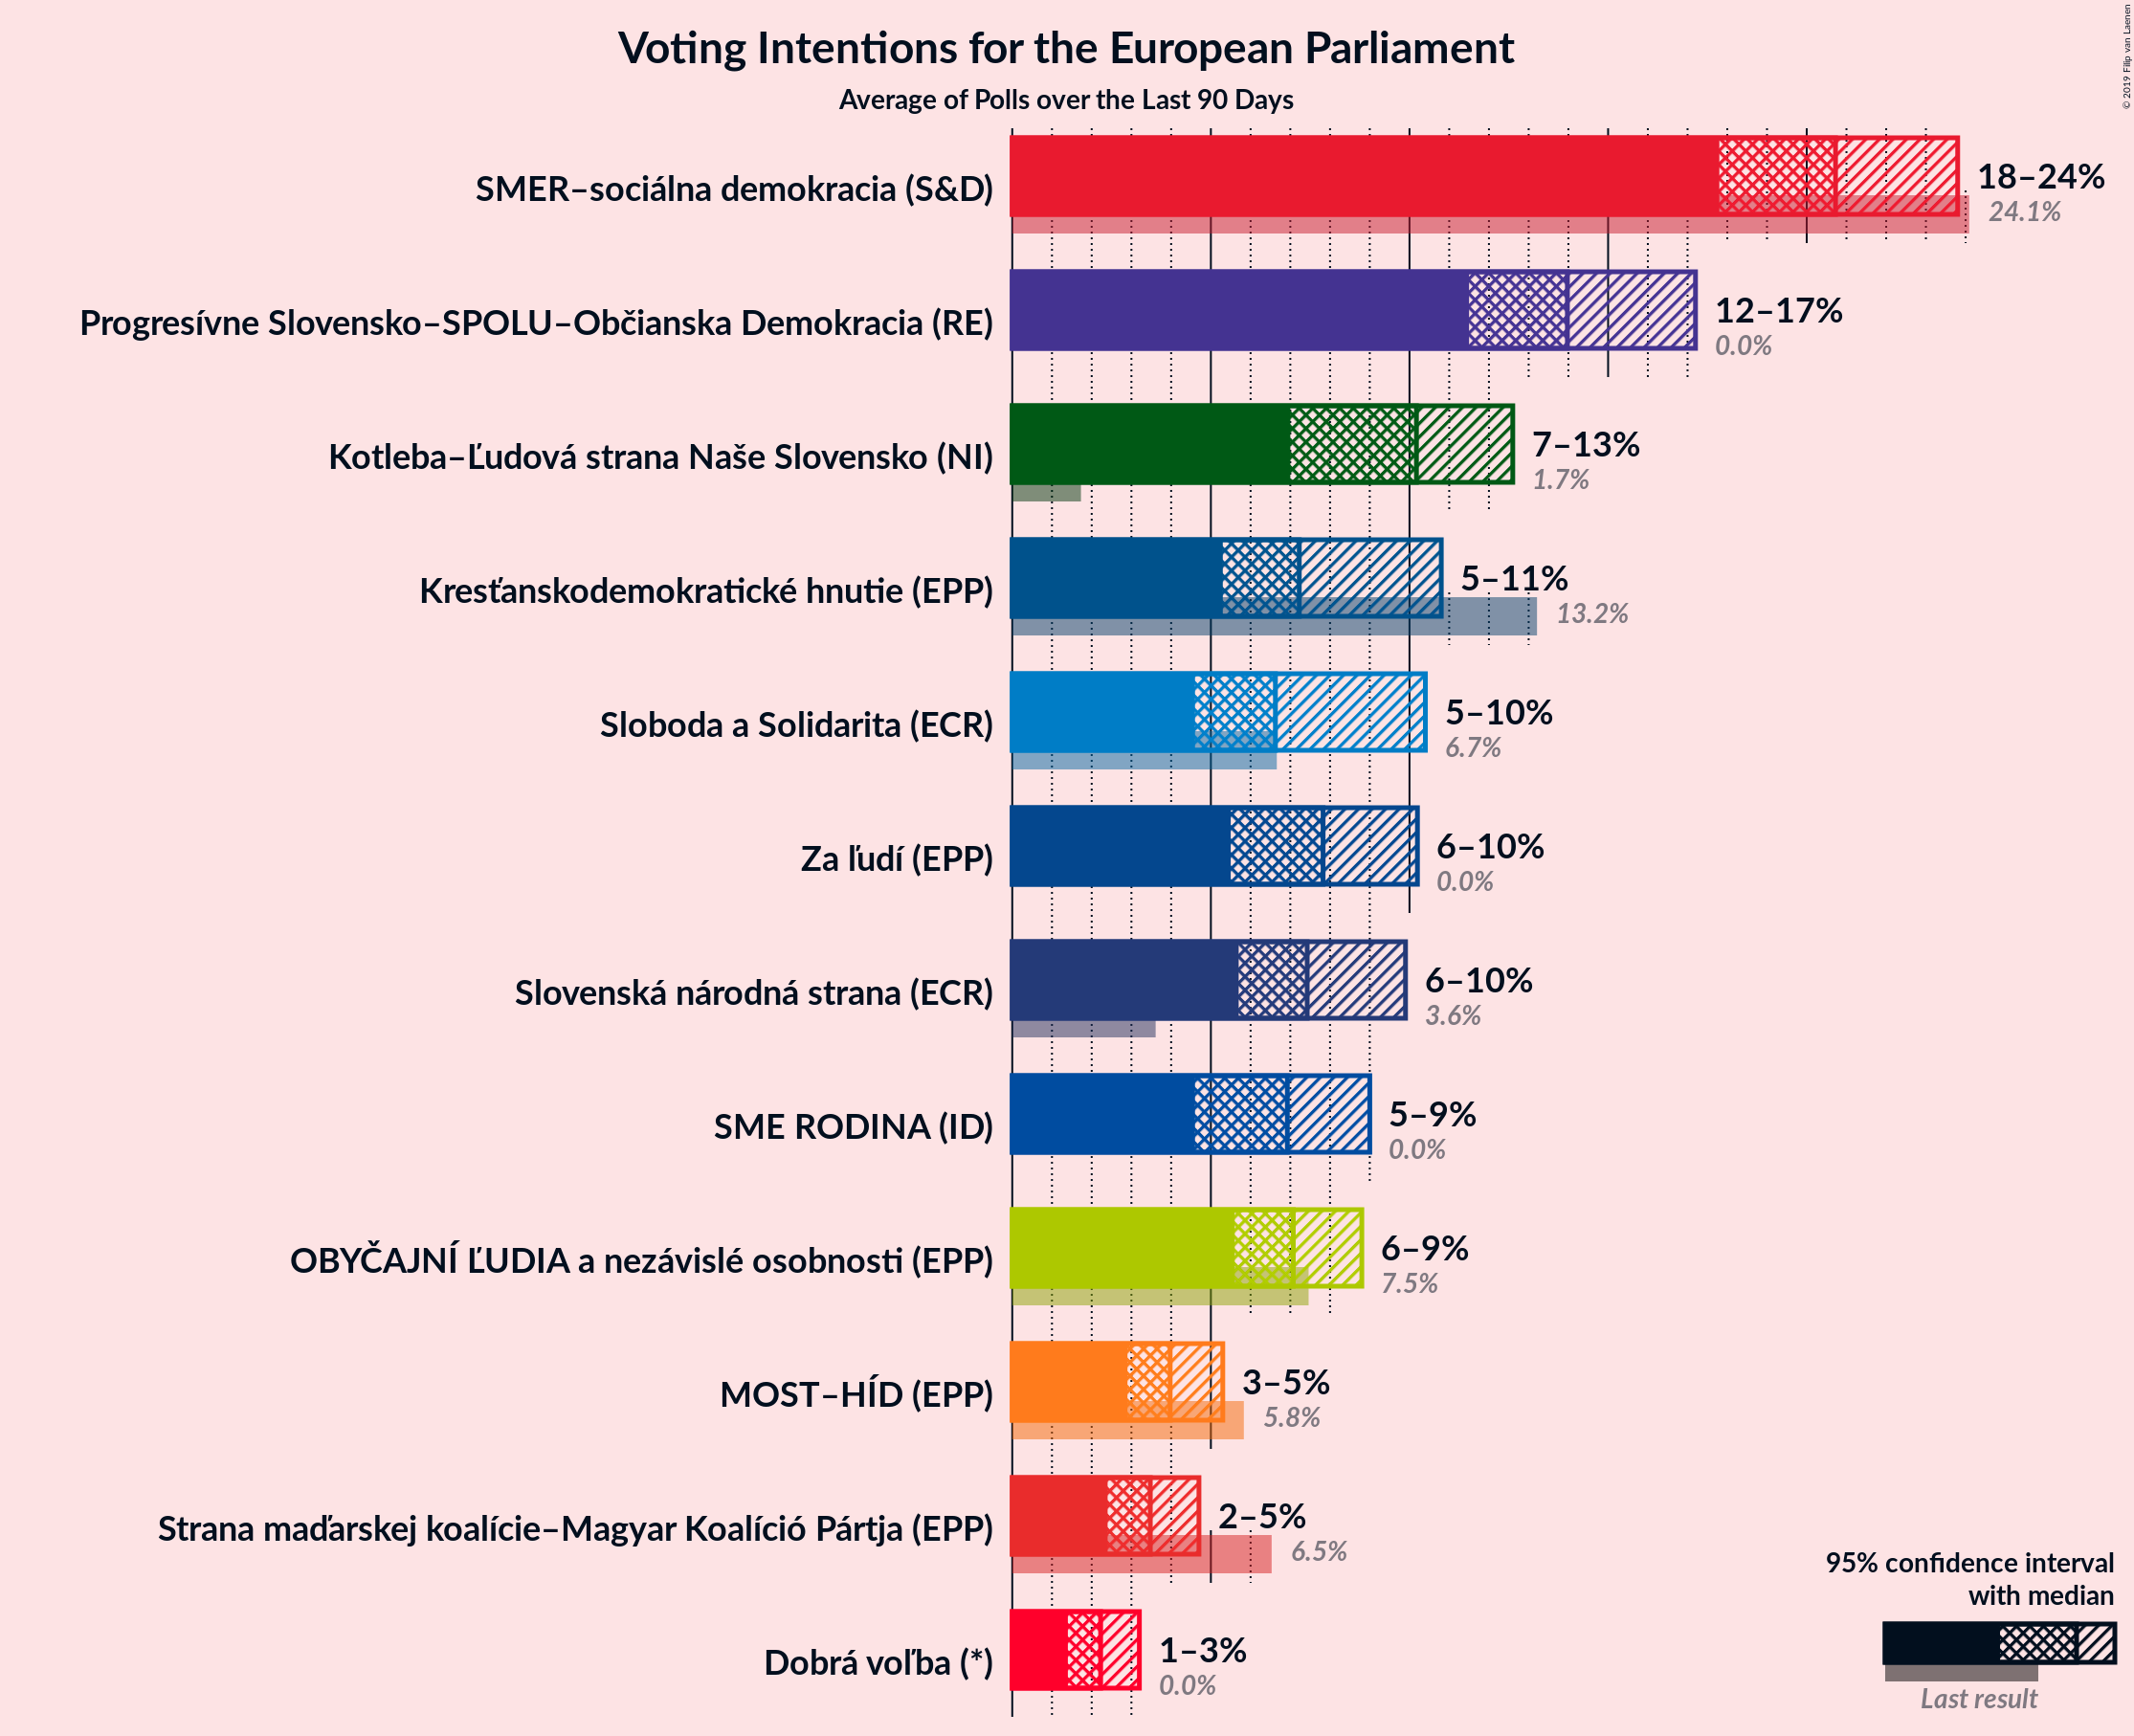 Voting Intentions for the European Parliament
Average of Polls over the Last 90 Days
© 2019 Filip van Laenen
SMER–sociálna demokracia (S&D)
18–24%
24.1%
Progresívne Slovensko–SPOLU–Občianska Demokracia (RE)
12–17%
0.0%
Kotleba–Ľudová strana Naše Slovensko (NI)
7–13%
1.7%
Kresťanskodemokratické hnutie (EPP)
5–11%
13.2%
Sloboda a Solidarita (ECR)
5–10%
6.7%
Za ľudí (EPP)
6–10%
0.0%
Slovenská národná strana (ECR)
6–10%
3.6%
SME RODINA (ID)
5–9%
0.0%
OBYČAJNÍ ĽUDIA a nezávislé osobnosti (EPP)
6–9%
7.5%
MOST–HÍD (EPP)
3–5%
5.8%
Strana maďarskej koalície–Magyar Koalíció Pártja (EPP)
2–5%
6.5%
Dobrá voľba (*)
1–3%
0.0%
95% confidence interval
with median
Last result